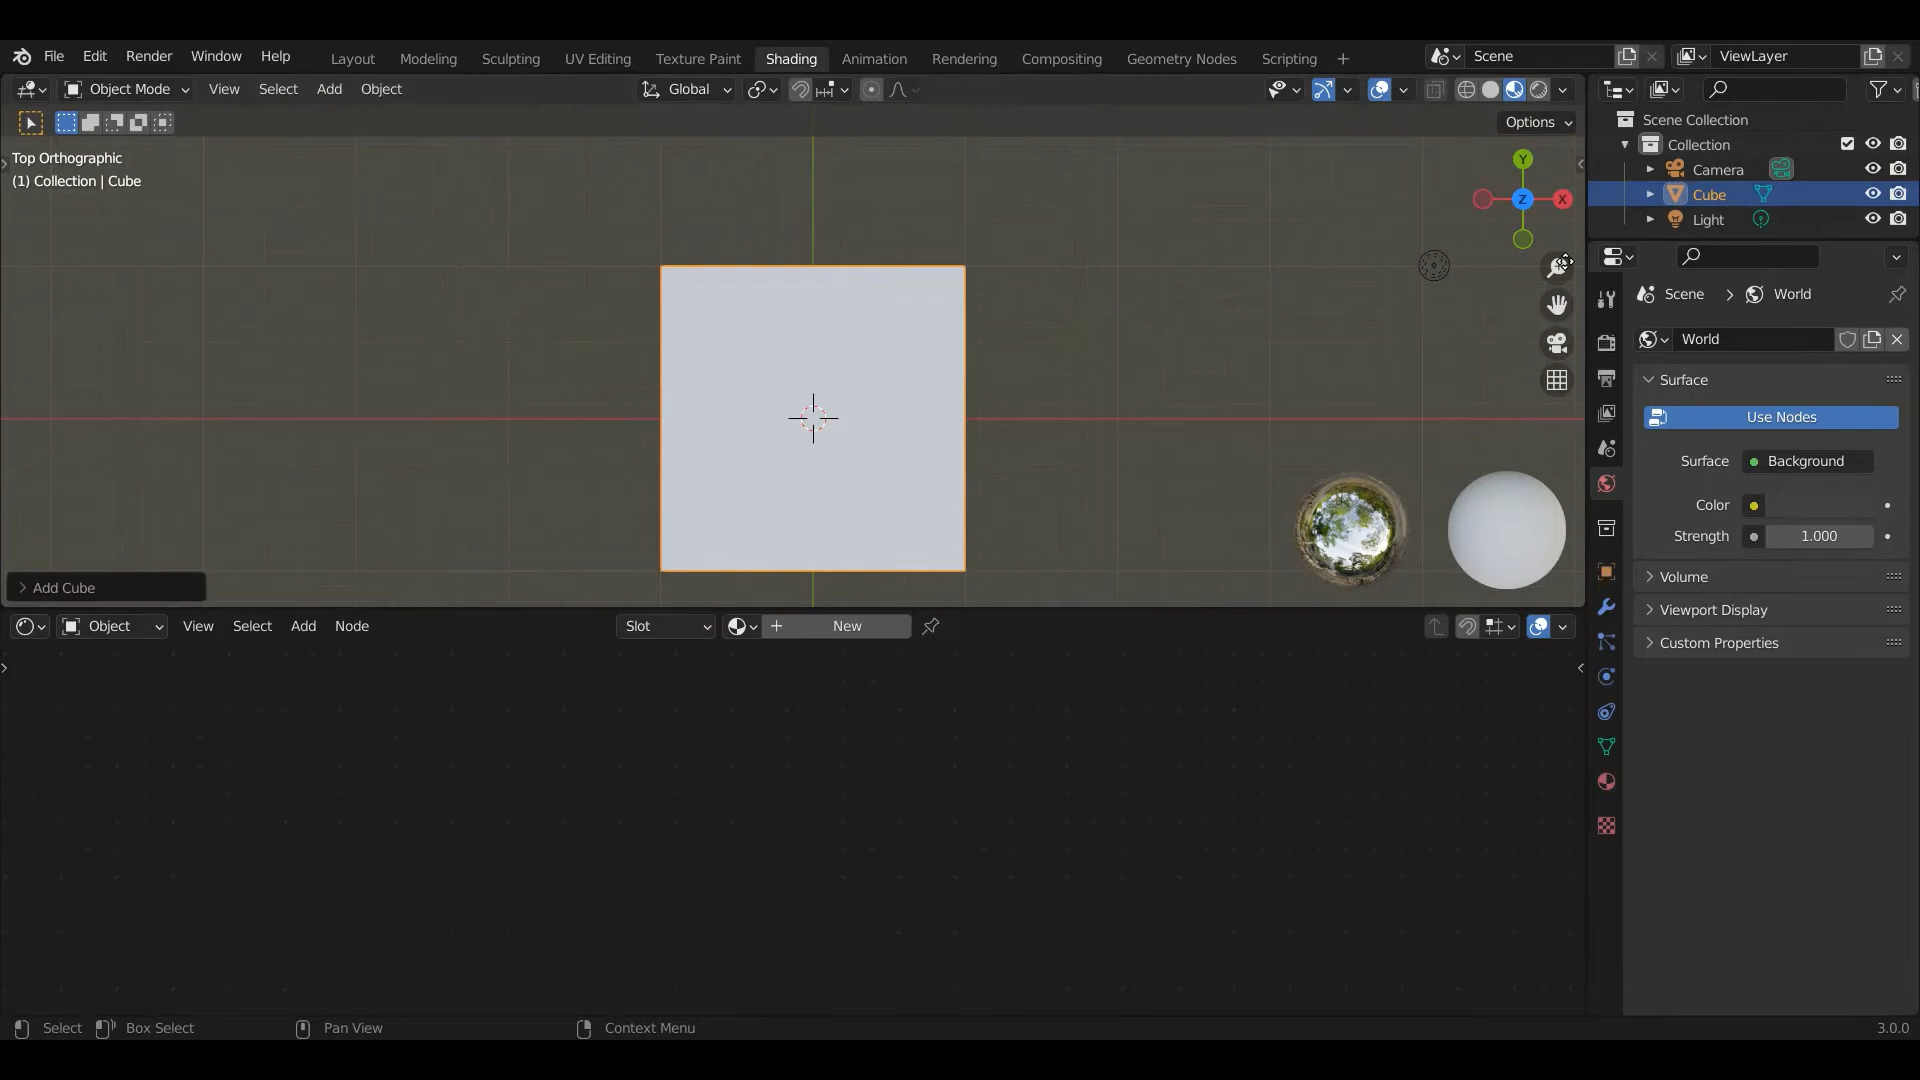 File Edit Render Window Help Layout Modeling Sculpting UV Editing Texture Paint Shading Animation Rendering Compositing Geometry Nodes Scripting + Scene ViewLayer
Object Mode View Select Add Object Global
Options
Top Orthographic
(1) Collection | Cube
Y
X
Z
Add Cube
Scene Collection
Collection
Camera
Cube
Light
Scene World
World
Surface
Use Nodes
Surface Background
Color
Strength 1.000
Volume
Viewport Display
Custom Properties
Object View Select Add Node Slot New
Select Box Select Pan View Context Menu 3.0.0